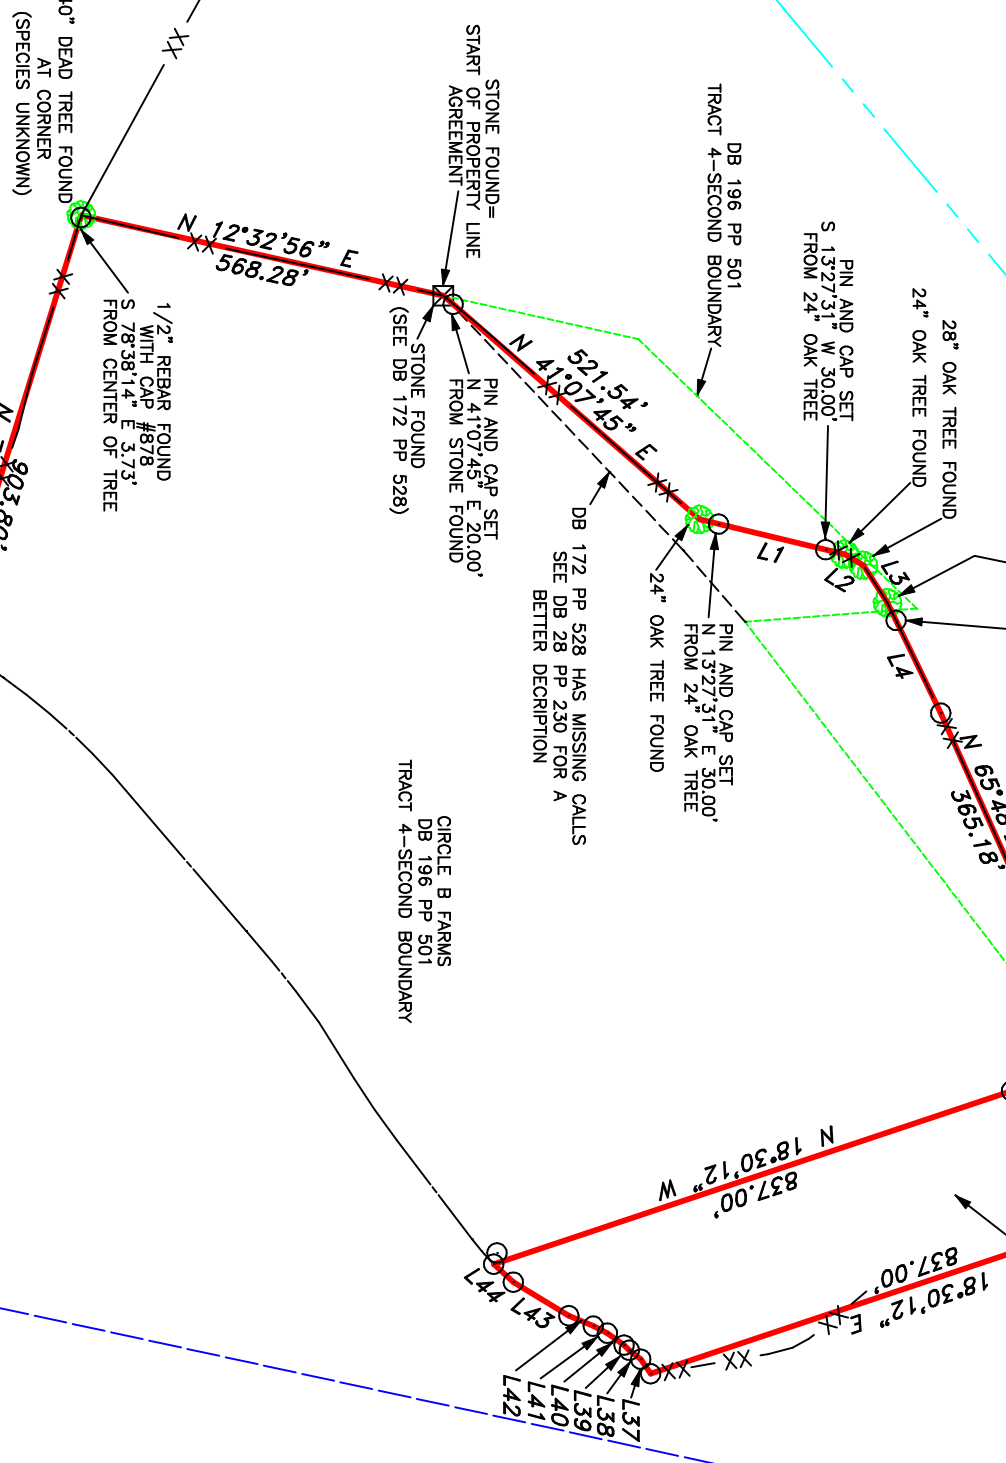 40" DEAD TREE FOUND
AT CORNER
(SPECIES UNKNOWN)
1/2" REBAR FOUND
WITH CAP #878
S 78°38'14" E 3.73'
FROM CENTER OF TREE
N 12°32'56" E
568.28'
STONE FOUND=
START OF PROPERTY LINE
AGREEMENT
STONE FOUND
(SEE DB 172 PP 528)
PIN AND CAP SET
N 41°07'45" E 20.00'
FROM STONE FOUND
521.54'
N 41°07'45" E
DB 196 PP 501
TRACT 4-SECOND BOUNDARY
PIN AND CAP SET
S 13°27'31" W 30.00'
FROM 24" OAK TREE
28" OAK TREE FOUND
24" OAK TREE FOUND
L1
L2
L3
L4
N 65°48'
365.18'
DB 172 PP 528 HAS MISSING CALLS
SEE DB 28 PP 230 FOR A
BETTER DECRIPTION
24" OAK TREE FOUND
PIN AND CAP SET
N 13°27'31" E 30.00'
FROM 24" OAK TREE
CIRCLE B FARMS
DB 196 PP 501
TRACT 4-SECOND BOUNDARY
N 18°30'12" W
837.00'
837.00'
18°30'12" E
L44
L43
L42
L41
L40
L39
L38
L37